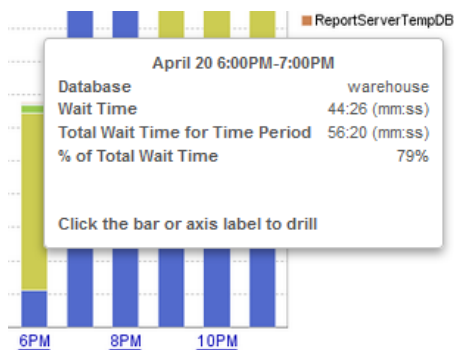 ReportServerTempDB
April 20 6:00PM-7:00PM
Database warehouse
Wait Time 44:26 (mm:ss)
Total Wait Time for Time Period 56:20 (mm:ss)
% of Total Wait Time 79%
Click the bar or axis label to drill
6PM 8PM 10PM